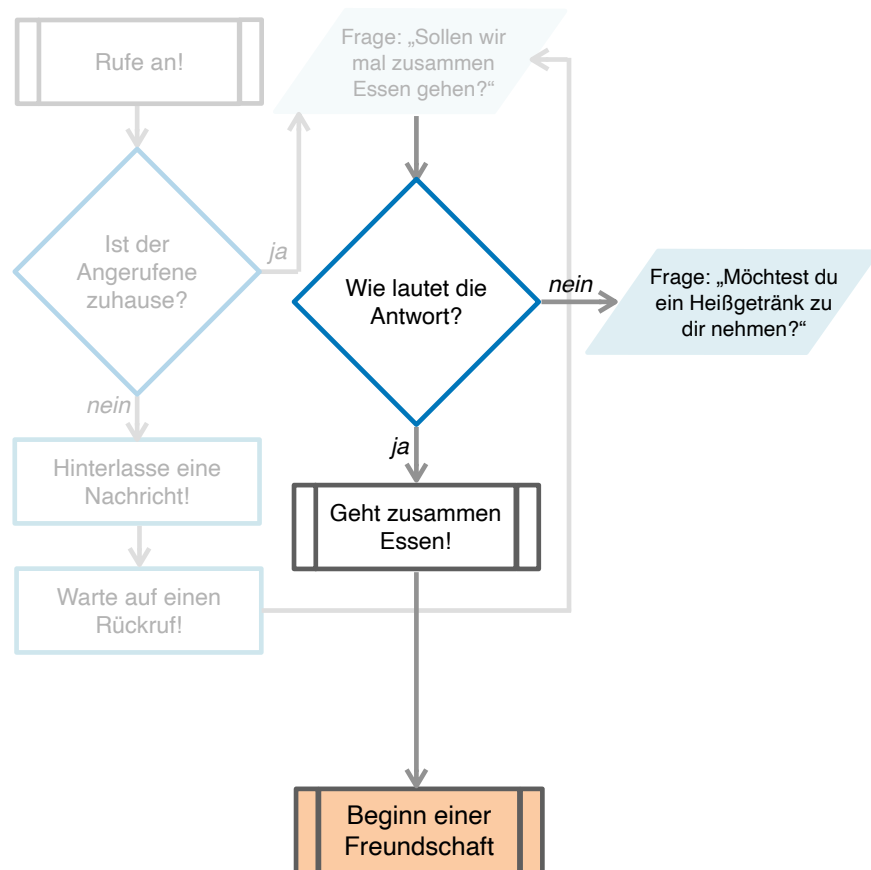 Rufe an!
Frage: „Sollen wir
mal zusammen
Essen gehen?“
Ist der
Angerufene
zuhause?
ja
nein
Wie lautet die
Antwort?
nein
Frage: „Möchtest du
ein Heißgetränk zu
dir nehmen?“
ja
Hinterlasse eine
Nachricht!
Geht zusammen
Essen!
Warte auf einen
Rückruf!
Beginn einer
Freundschaft